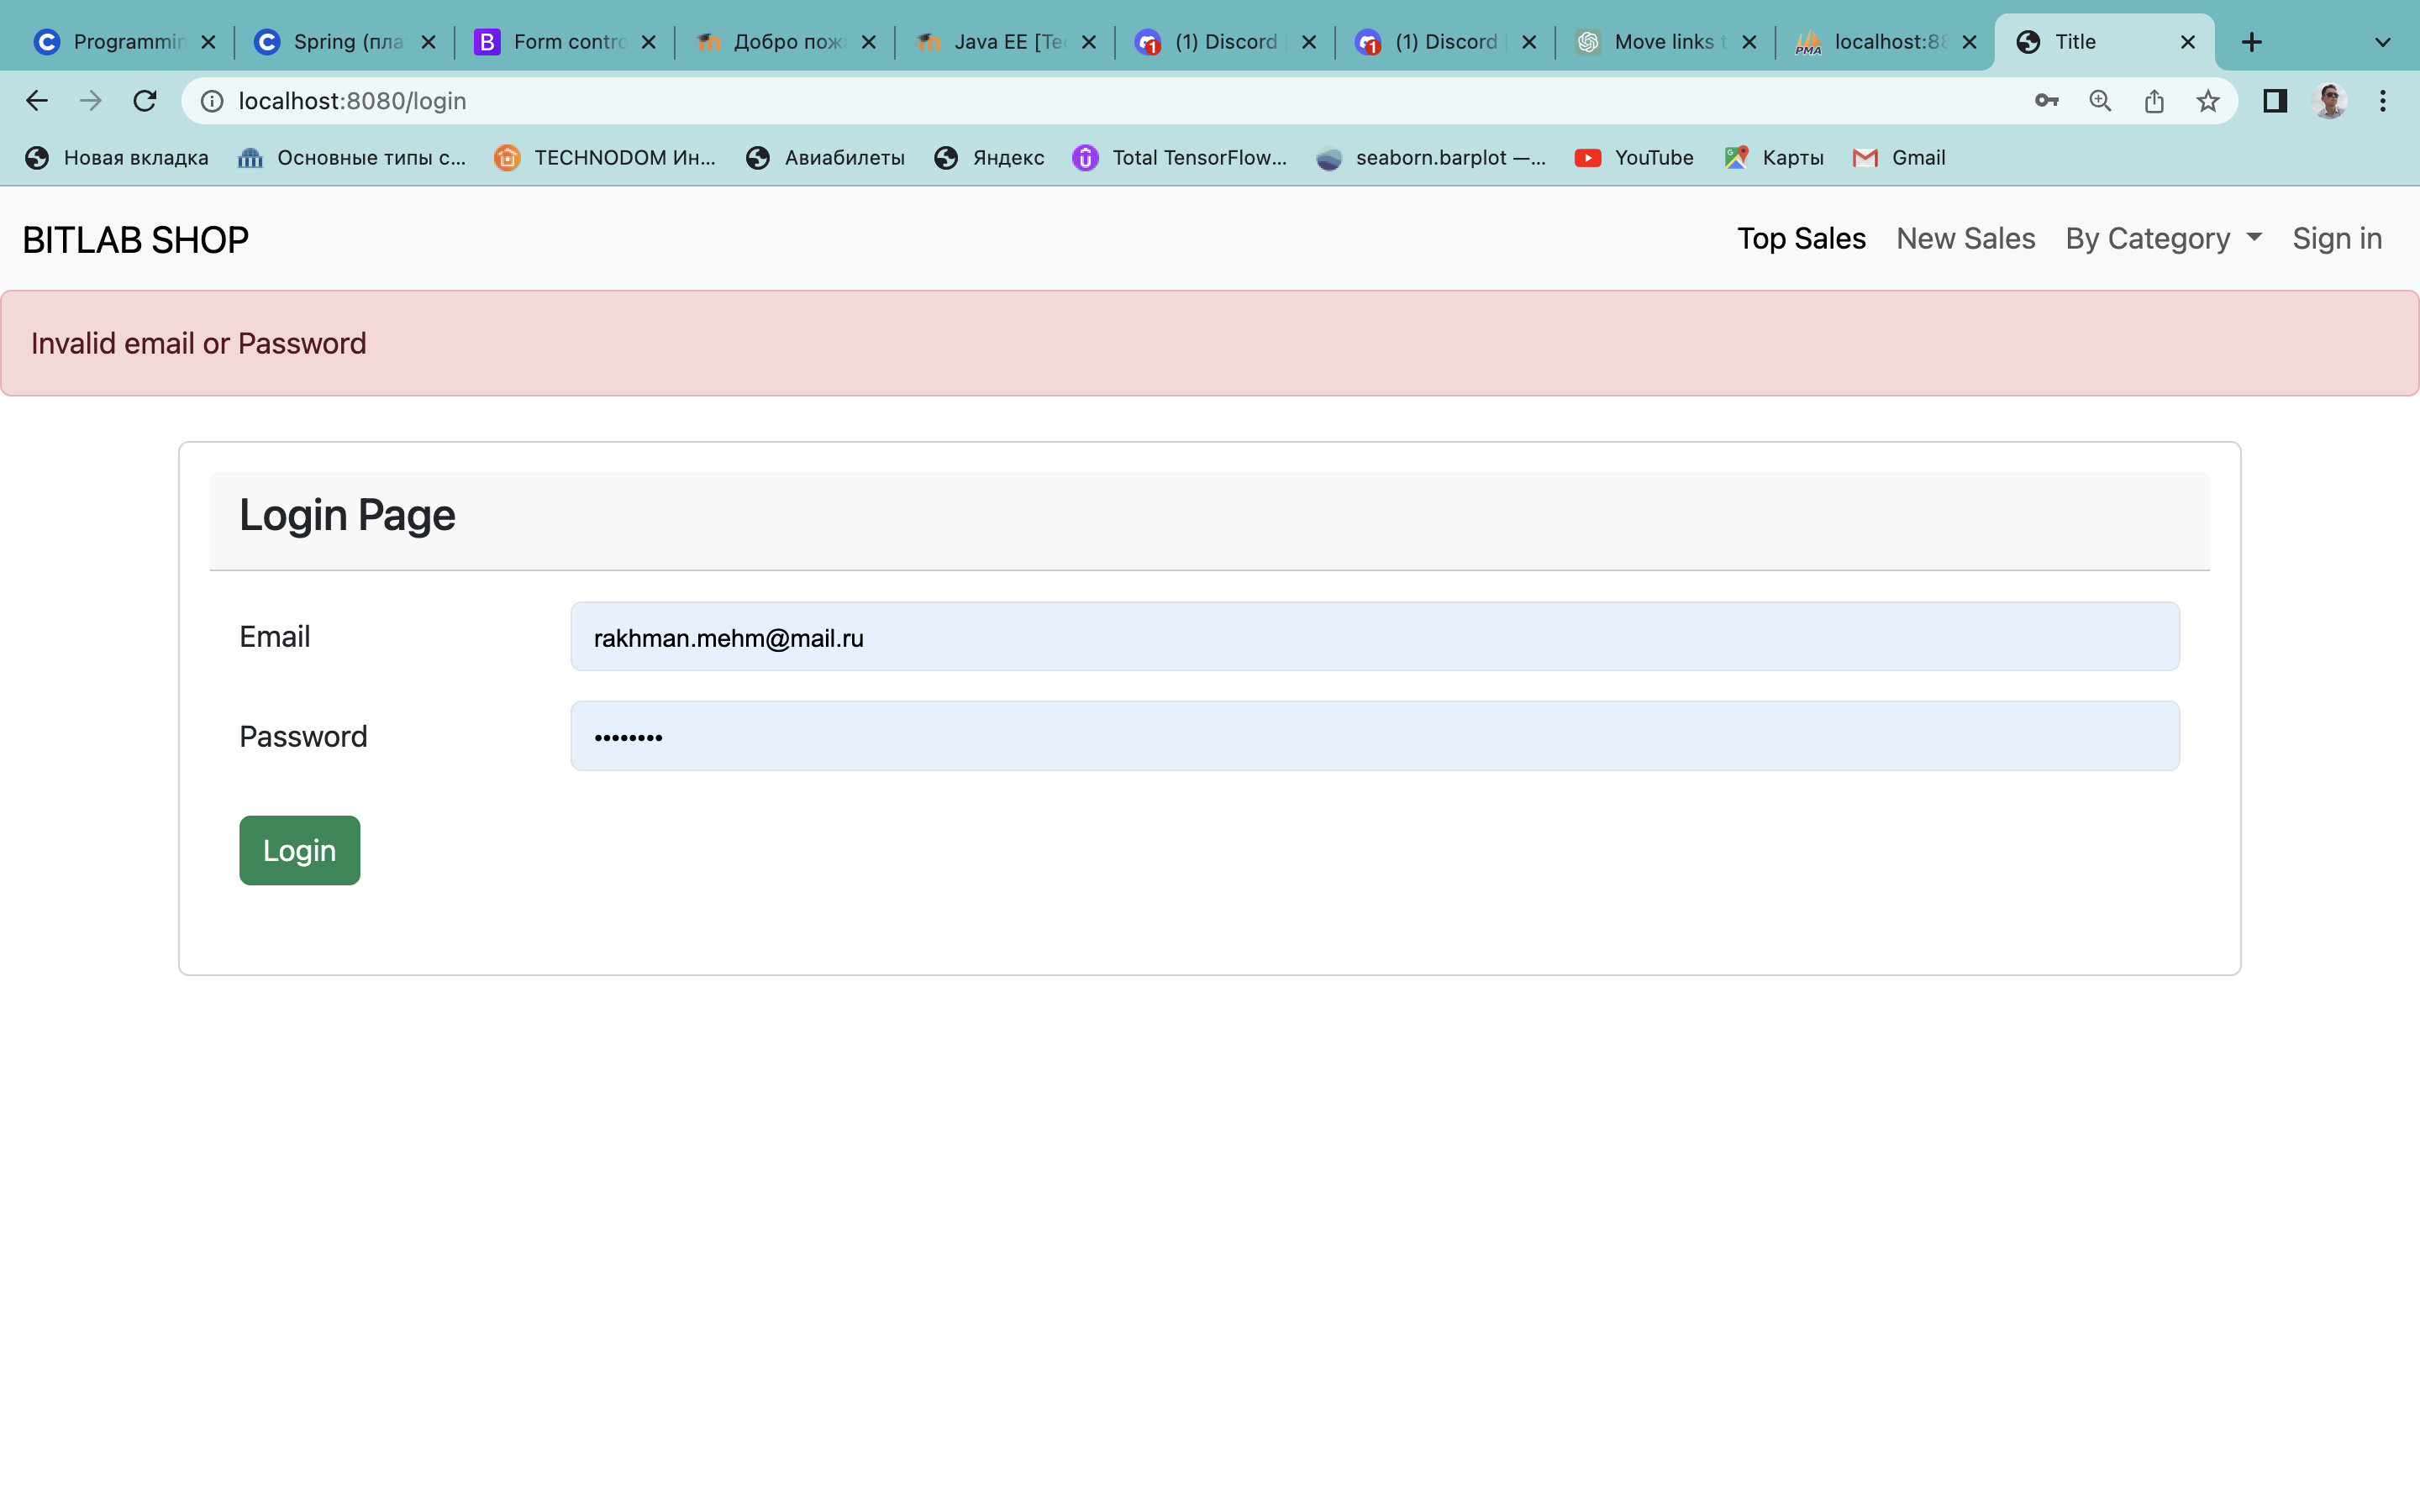 Programmin
Spring (пла
Form contro
Добро пож
Java EE [Te
(1) Discord
(1) Discord
Move links t
localhost:88
Title
localhost:8080/login
Новая вкладка
Основные типы с...
TECHNODOM Ин...
Авиабилеты
Яндекс
Total TensorFlow...
seaborn.barplot —...
YouTube
Карты
Gmail
BITLAB SHOP
Top Sales
New Sales
By Category
Sign in
Invalid email or Password
Login Page
Email
rakhman.mehm@mail.ru
Password
Login